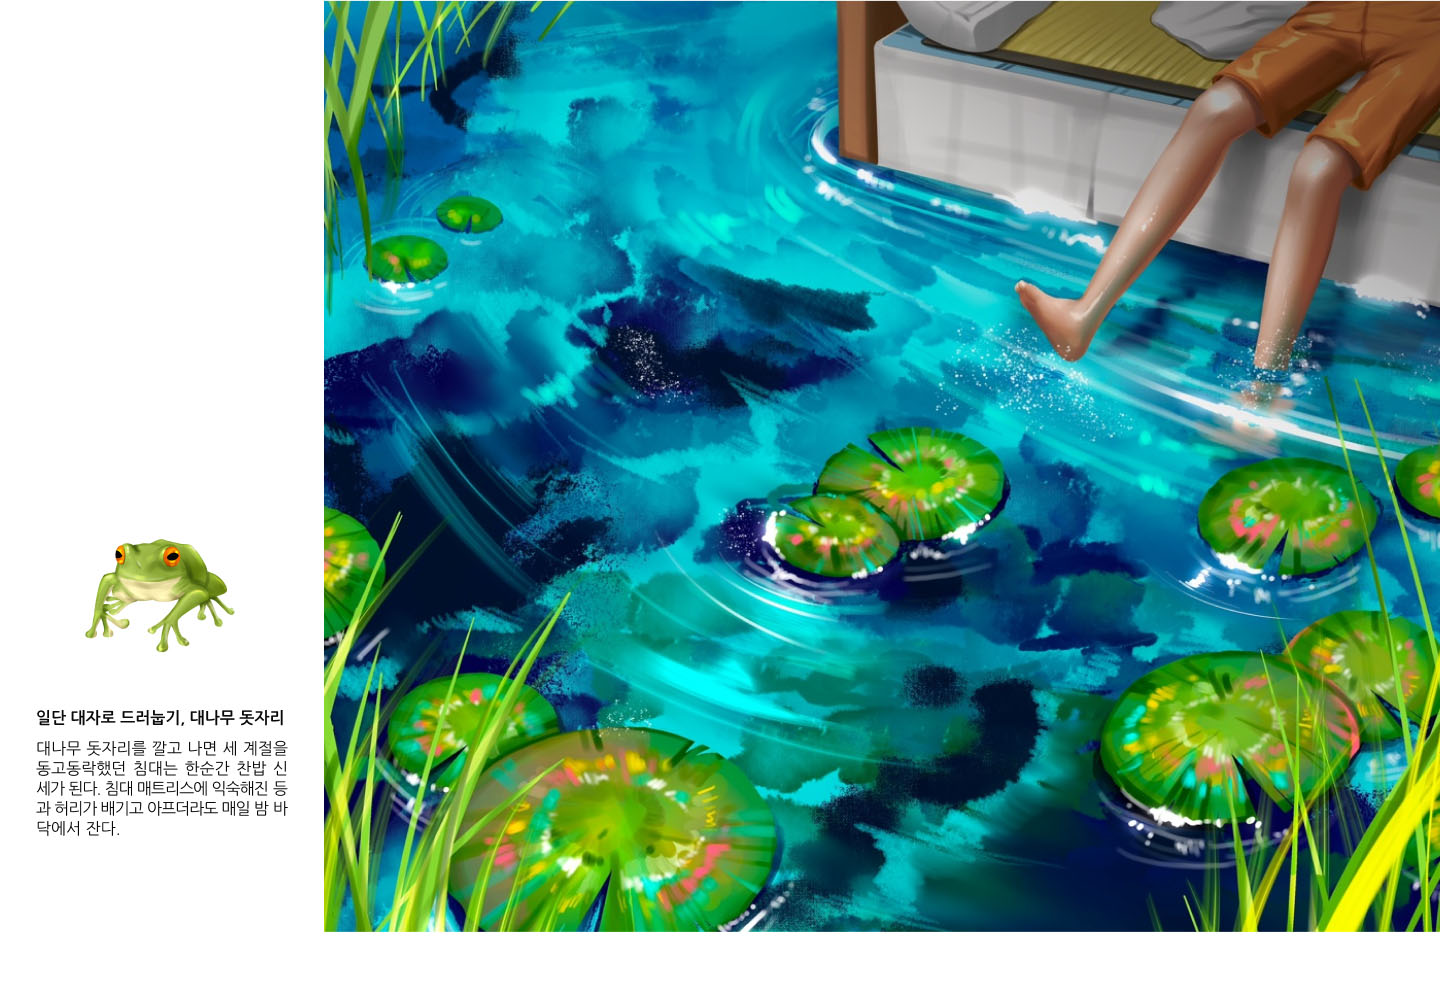 일단 대자로 드러눕기, 대나무 돗자리
대나무 돗자리를 깔고 나면 세 계절을
동고동락했던 침대는 한순간 찬밥 신
세가 된다. 침대 매트리스에 익숙해진 등
과 허리가 배기고 아프더라도 매일 밤 바
닥에서 잔다.